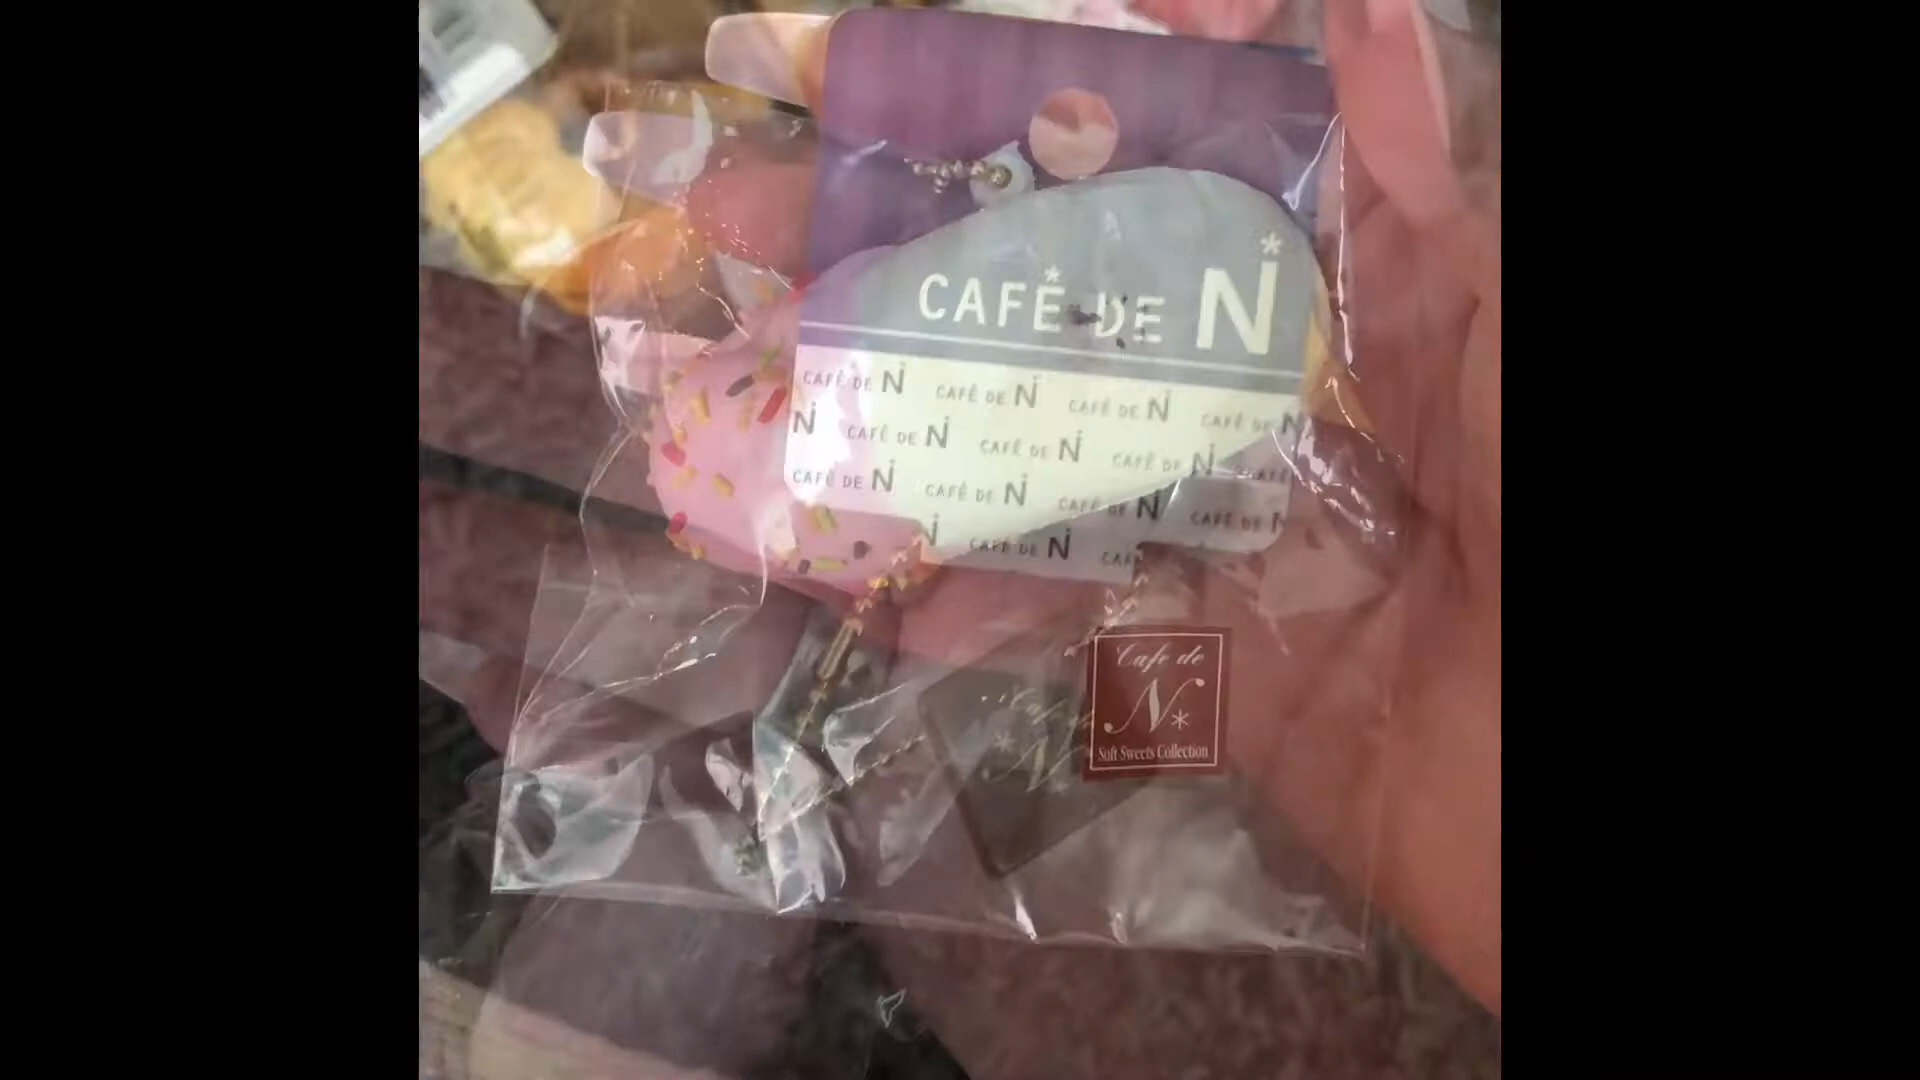 CAFÉ DE N*
CAFÉ DE N CAFÉ DE N CAFÉ DE N CAFÉ DE N
N CAFÉ DE N CAFÉ DE N CAFÉ DE N CAFÉ
CAFÉ DE N CAFÉ DE N CAFÉ DE N CAFÉ DE N
N CAFÉ DE N
Cafe de
N*
Soft Sweets Collection